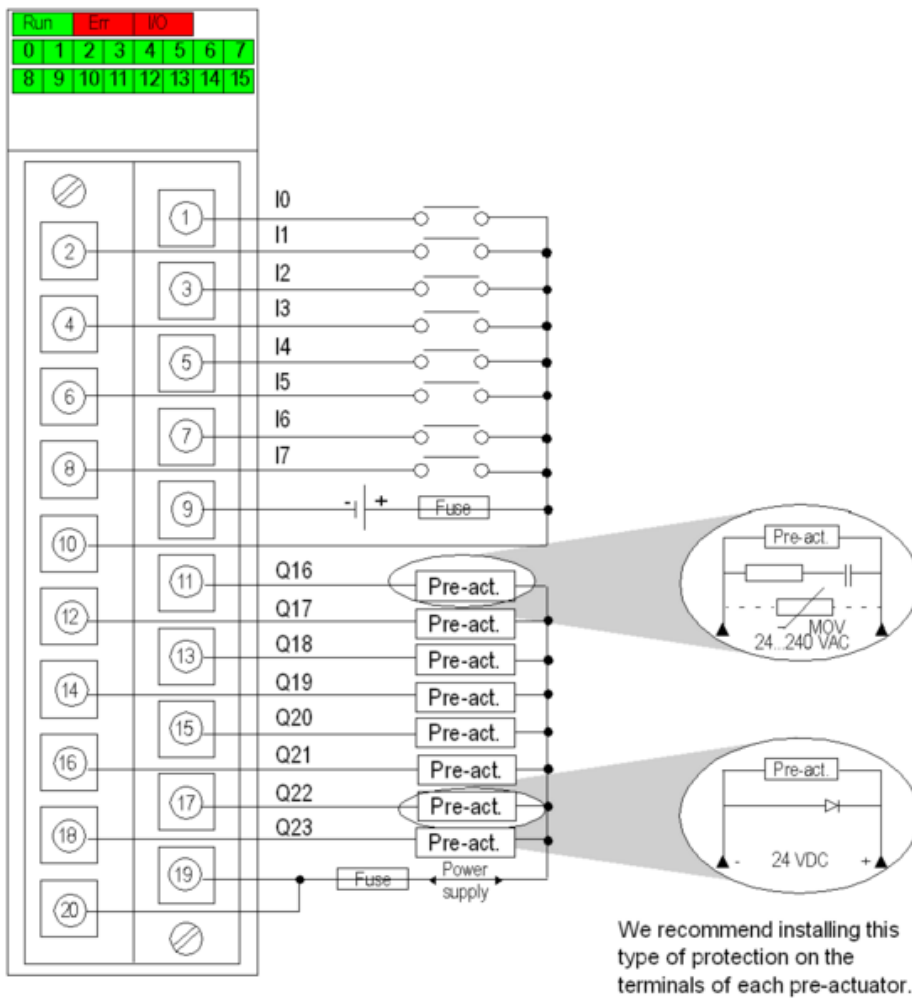 Run Err I/O
0 1 2 3 4 5 6 7
8 9 10 11 12 13 14 15
1 I0
2 I1
3 I2
4 I3
5 I4
6 I5
7 I6
8 I7
9 - + Fuse
10
11 Q16 Pre-act.
12 Q17 Pre-act.
13 Q18 Pre-act.
14 Q19 Pre-act.
15 Q20 Pre-act.
16 Q21 Pre-act.
17 Q22 Pre-act.
18 Q23 Pre-act.
19 Fuse Power
supply
20
Pre-act.
MOV
24...240 VAC
Pre-act.
- 24 VDC +
We recommend installing this
type of protection on the
terminals of each pre-actuator.